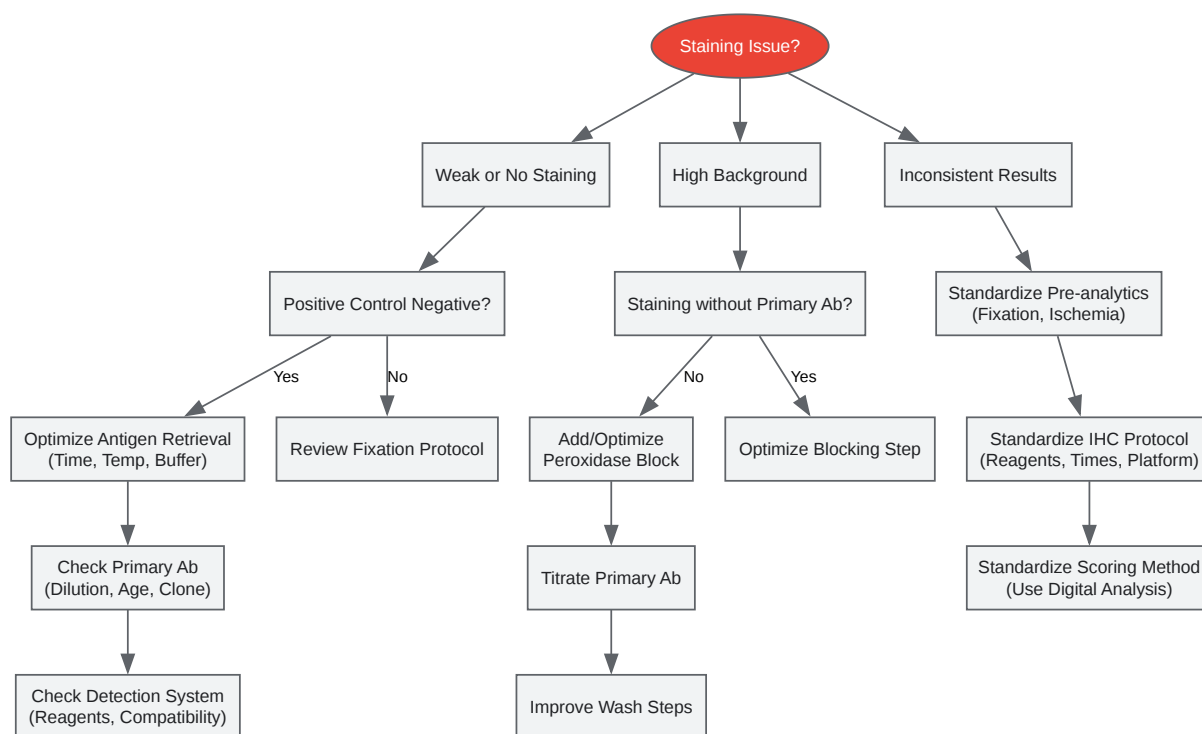 Staining Issue?
Weak or No Staining
High Background
Inconsistent Results
Positive Control Negative?
Staining without Primary Ab?
Standardize Pre-analytics
(Fixation, Ischemia)
Yes
No
No
Yes
Optimize Antigen Retrieval
(Time, Temp, Buffer)
Review Fixation Protocol
Add/Optimize
Peroxidase Block
Optimize Blocking Step
Standardize IHC Protocol
(Reagents, Times, Platform)
Check Primary Ab
(Dilution, Age, Clone)
Titrate Primary Ab
Standardize Scoring Method
(Use Digital Analysis)
Check Detection System
(Reagents, Compatibility)
Improve Wash Steps